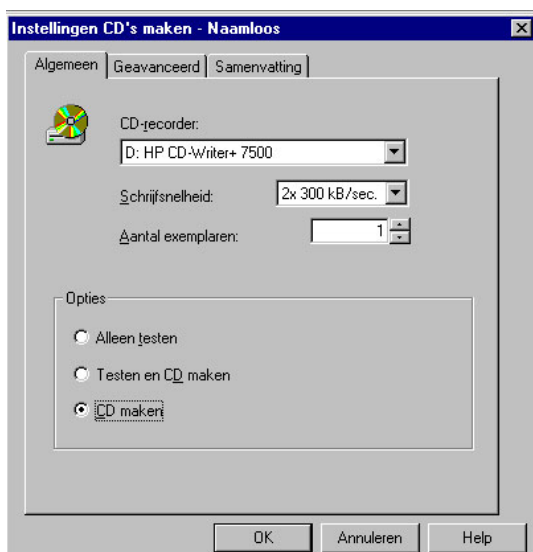 Instellingen CD's maken - Naamloos
Algemeen Geavanceerd Samenvatting
CD-recorder:
D: HP CD-Writer+ 7500
Schrijfsnelheid: 2x 300 kB/sec.
Aantal exemplaren: 1
Opties
Alleen testen
Testen en CD maken
CD maken
OK Annuleren Help